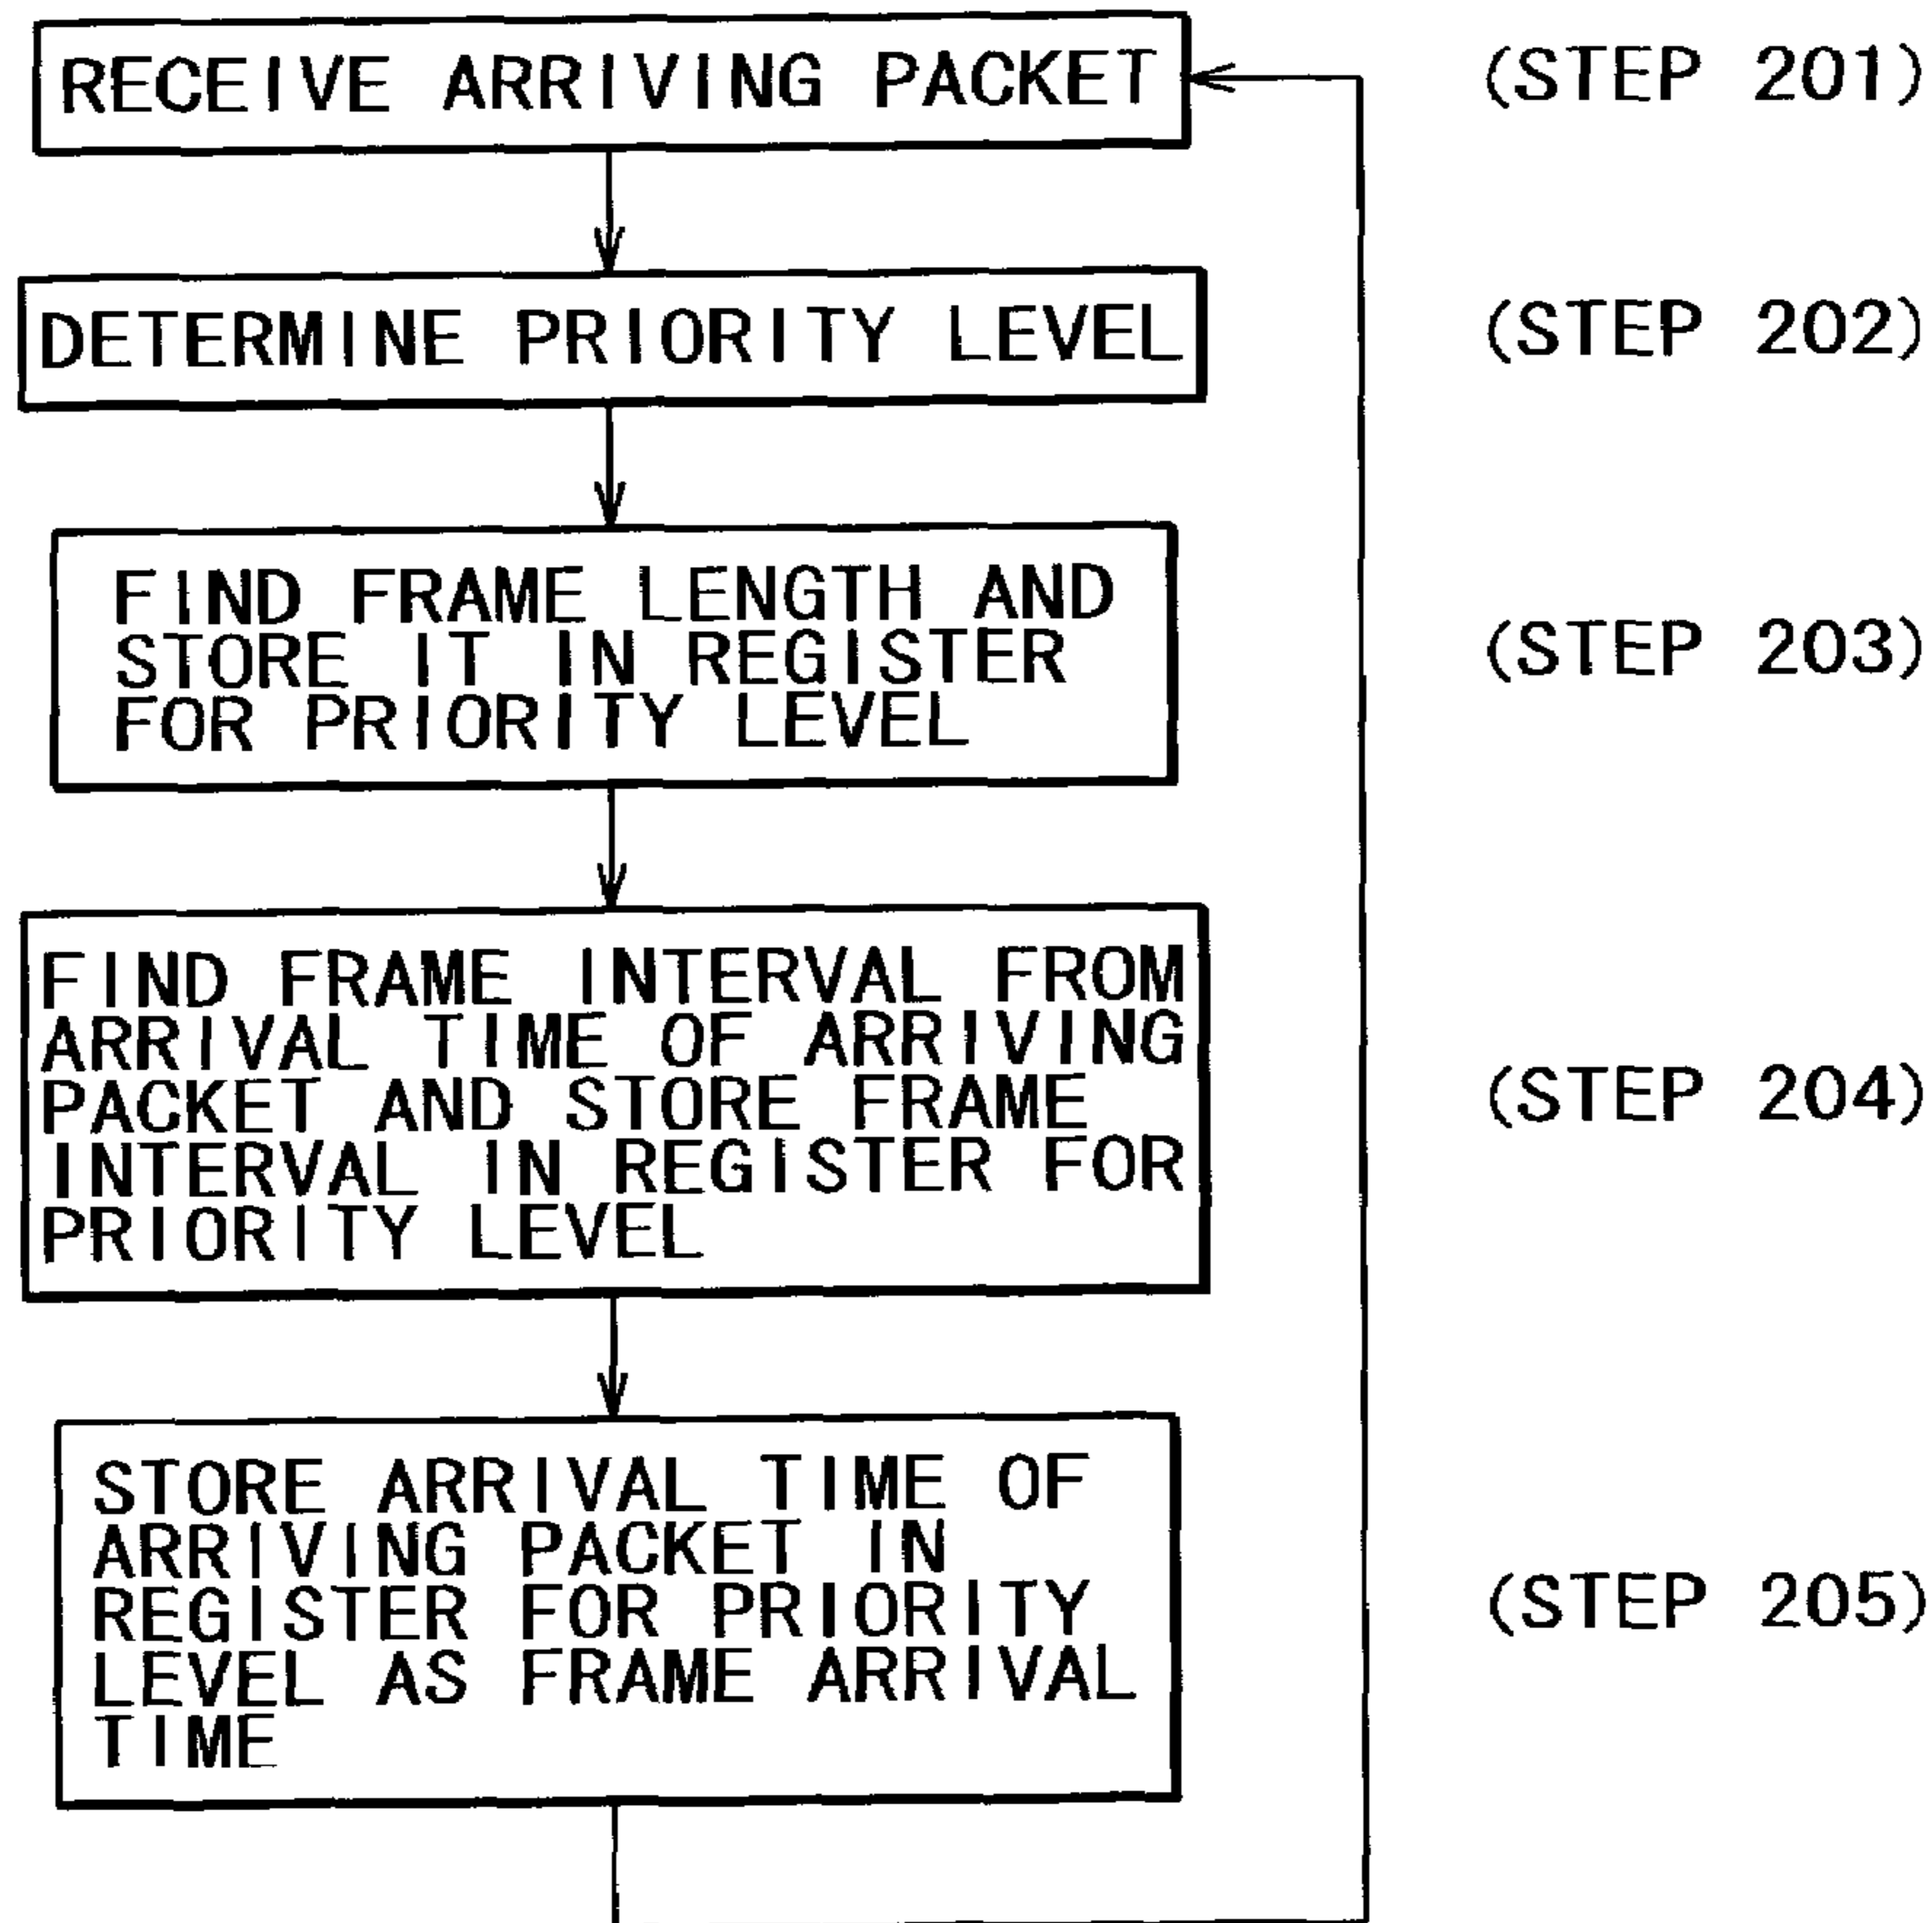 RECEIVE ARRIVING PACKET
(STEP 201)
DETERMINE PRIORITY LEVEL
(STEP 202)
FIND FRAME LENGTH AND
STORE IT IN REGISTER
FOR PRIORITY LEVEL
(STEP 203)
FIND FRAME INTERVAL FROM
ARRIVAL TIME OF ARRIVING
PACKET AND STORE FRAME
INTERVAL IN REGISTER FOR
PRIORITY LEVEL
(STEP 204)
STORE ARRIVAL TIME OF
ARRIVING PACKET IN
REGISTER FOR PRIORITY
LEVEL AS FRAME ARRIVAL
TIME
(STEP 205)